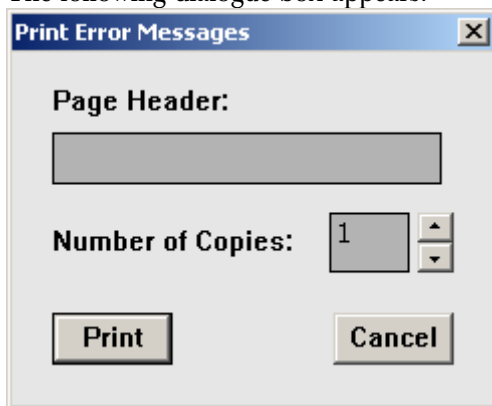 The following dialogue box appears:
Print Error Messages
Page Header:
Number of Copies: 1
Print Cancel